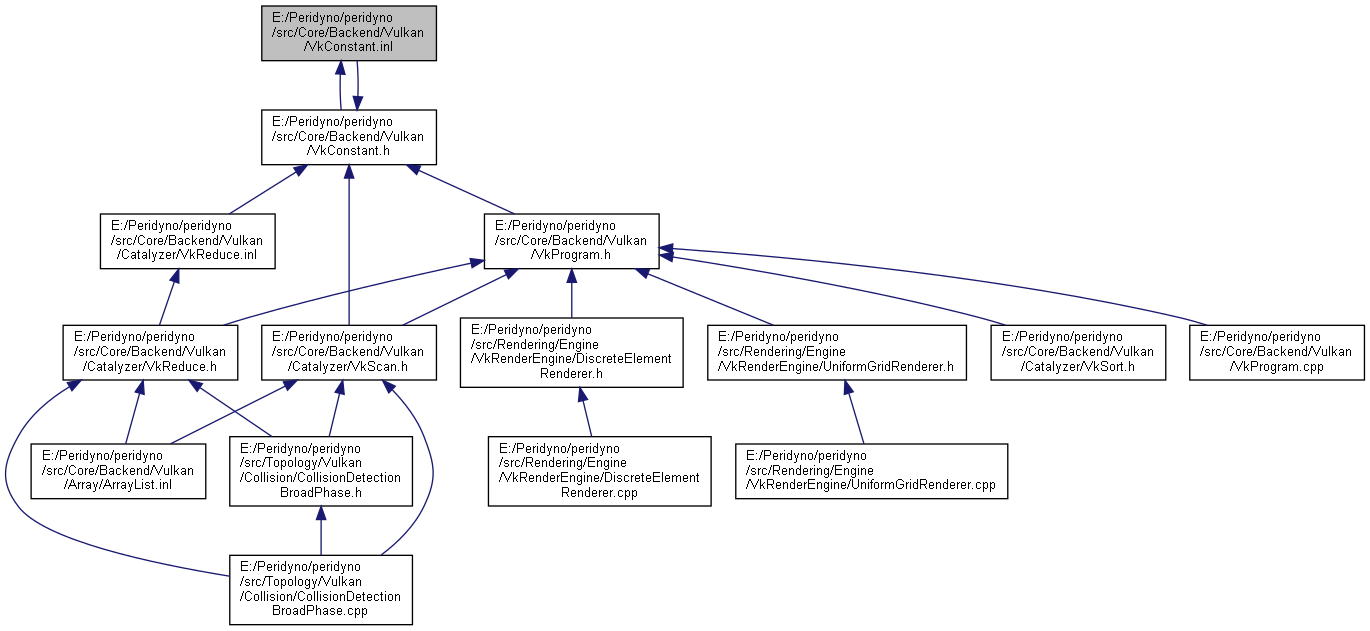 E:/Peridyno/peridyno
/src/Core/Backend/Vulkan
/VkConstant.inl
E:/Peridyno/peridyno
/src/Core/Backend/Vulkan
/VkConstant.h
E:/Peridyno/peridyno
/src/Core/Backend/Vulkan
/Catalyzer/VkReduce.inl
E:/Peridyno/peridyno
/src/Core/Backend/Vulkan
/VkProgram.h
E:/Peridyno/peridyno
/src/Core/Backend/Vulkan
/Catalyzer/VkReduce.h
E:/Peridyno/peridyno
/src/Core/Backend/Vulkan
/Catalyzer/VkScan.h
E:/Peridyno/peridyno
/src/Rendering/Engine
/VkRenderEngine/DiscreteElement
Renderer.h
E:/Peridyno/peridyno
/src/Rendering/Engine
/VkRenderEngine/UniformGridRenderer.h
E:/Peridyno/peridyno
/src/Core/Backend/Vulkan
/Catalyzer/VkSort.h
E:/Peridyno/peridyno
/src/Core/Backend/Vulkan
/VkProgram.cpp
E:/Peridyno/peridyno
/src/Core/Backend/Vulkan
/Array/ArrayList.inl
E:/Peridyno/peridyno
/src/Topology/Vulkan
/Collision/CollisionDetection
BroadPhase.h
E:/Peridyno/peridyno
/src/Rendering/Engine
/VkRenderEngine/DiscreteElement
Renderer.cpp
E:/Peridyno/peridyno
/src/Rendering/Engine
/VkRenderEngine/UniformGridRenderer.cpp
E:/Peridyno/peridyno
/src/Topology/Vulkan
/Collision/CollisionDetection
BroadPhase.cpp